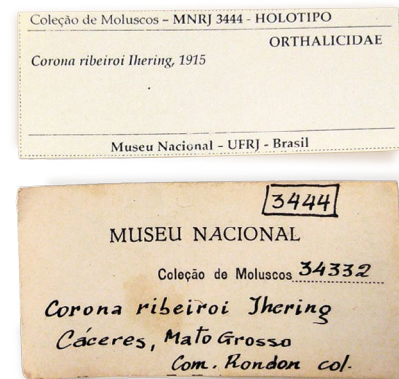 Coleção de Moluscos – MNRJ 3444 - HOLOTIPO
ORTHALICIDAE
Corona ribeiroi Ihering, 1915
Museu Nacional – UFRJ - Brasil
3444
MUSEU NACIONAL
Coleção de Moluscos 34332
Corona ribeiroi Ihering
Cáceres, Mato Grosso
Com. Rondon col.